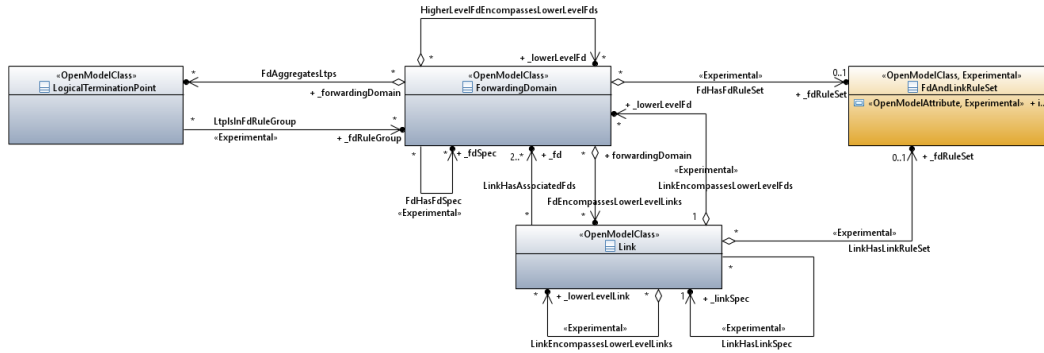 HigherLevelFdEncompassesLowerLevelFds
* *
+ _lowerLevelFd
«OpenModelClass»
LogicalTerminationPoint
* FdAggregatesLtps *
+ _forwardingDomain
* LtpIsInFdRuleGroup *
«Experimental»
+ _fdRuleGroup
«OpenModelClass»
ForwardingDomain
* «Experimental» 0..1
FdHasFdRuleSet
+ _fdRuleSet
«OpenModelClass, Experimental»
FdAndLinkRuleSet
«OpenModelAttribute, Experimental» + i...
+ _lowerLevelFd
*
* * + _fdSpec
2..* + _fd
* + forwardingDomain
0..1 + _fdRuleSet
«Experimental»
LinkHasAssociatedFds
LinkEncompassesLowerLevelFds
FdHasFdSpec
«Experimental»
FdEncompassesLowerLevelLinks
* * 1
«OpenModelClass»
Link
* «Experimental»
LinkHasLinkRuleSet
*
* + _lowerLevelLink
* 1 + _linkSpec
«Experimental»
LinkEncompassesLowerLevelLinks
«Experimental»
LinkHasLinkSpec